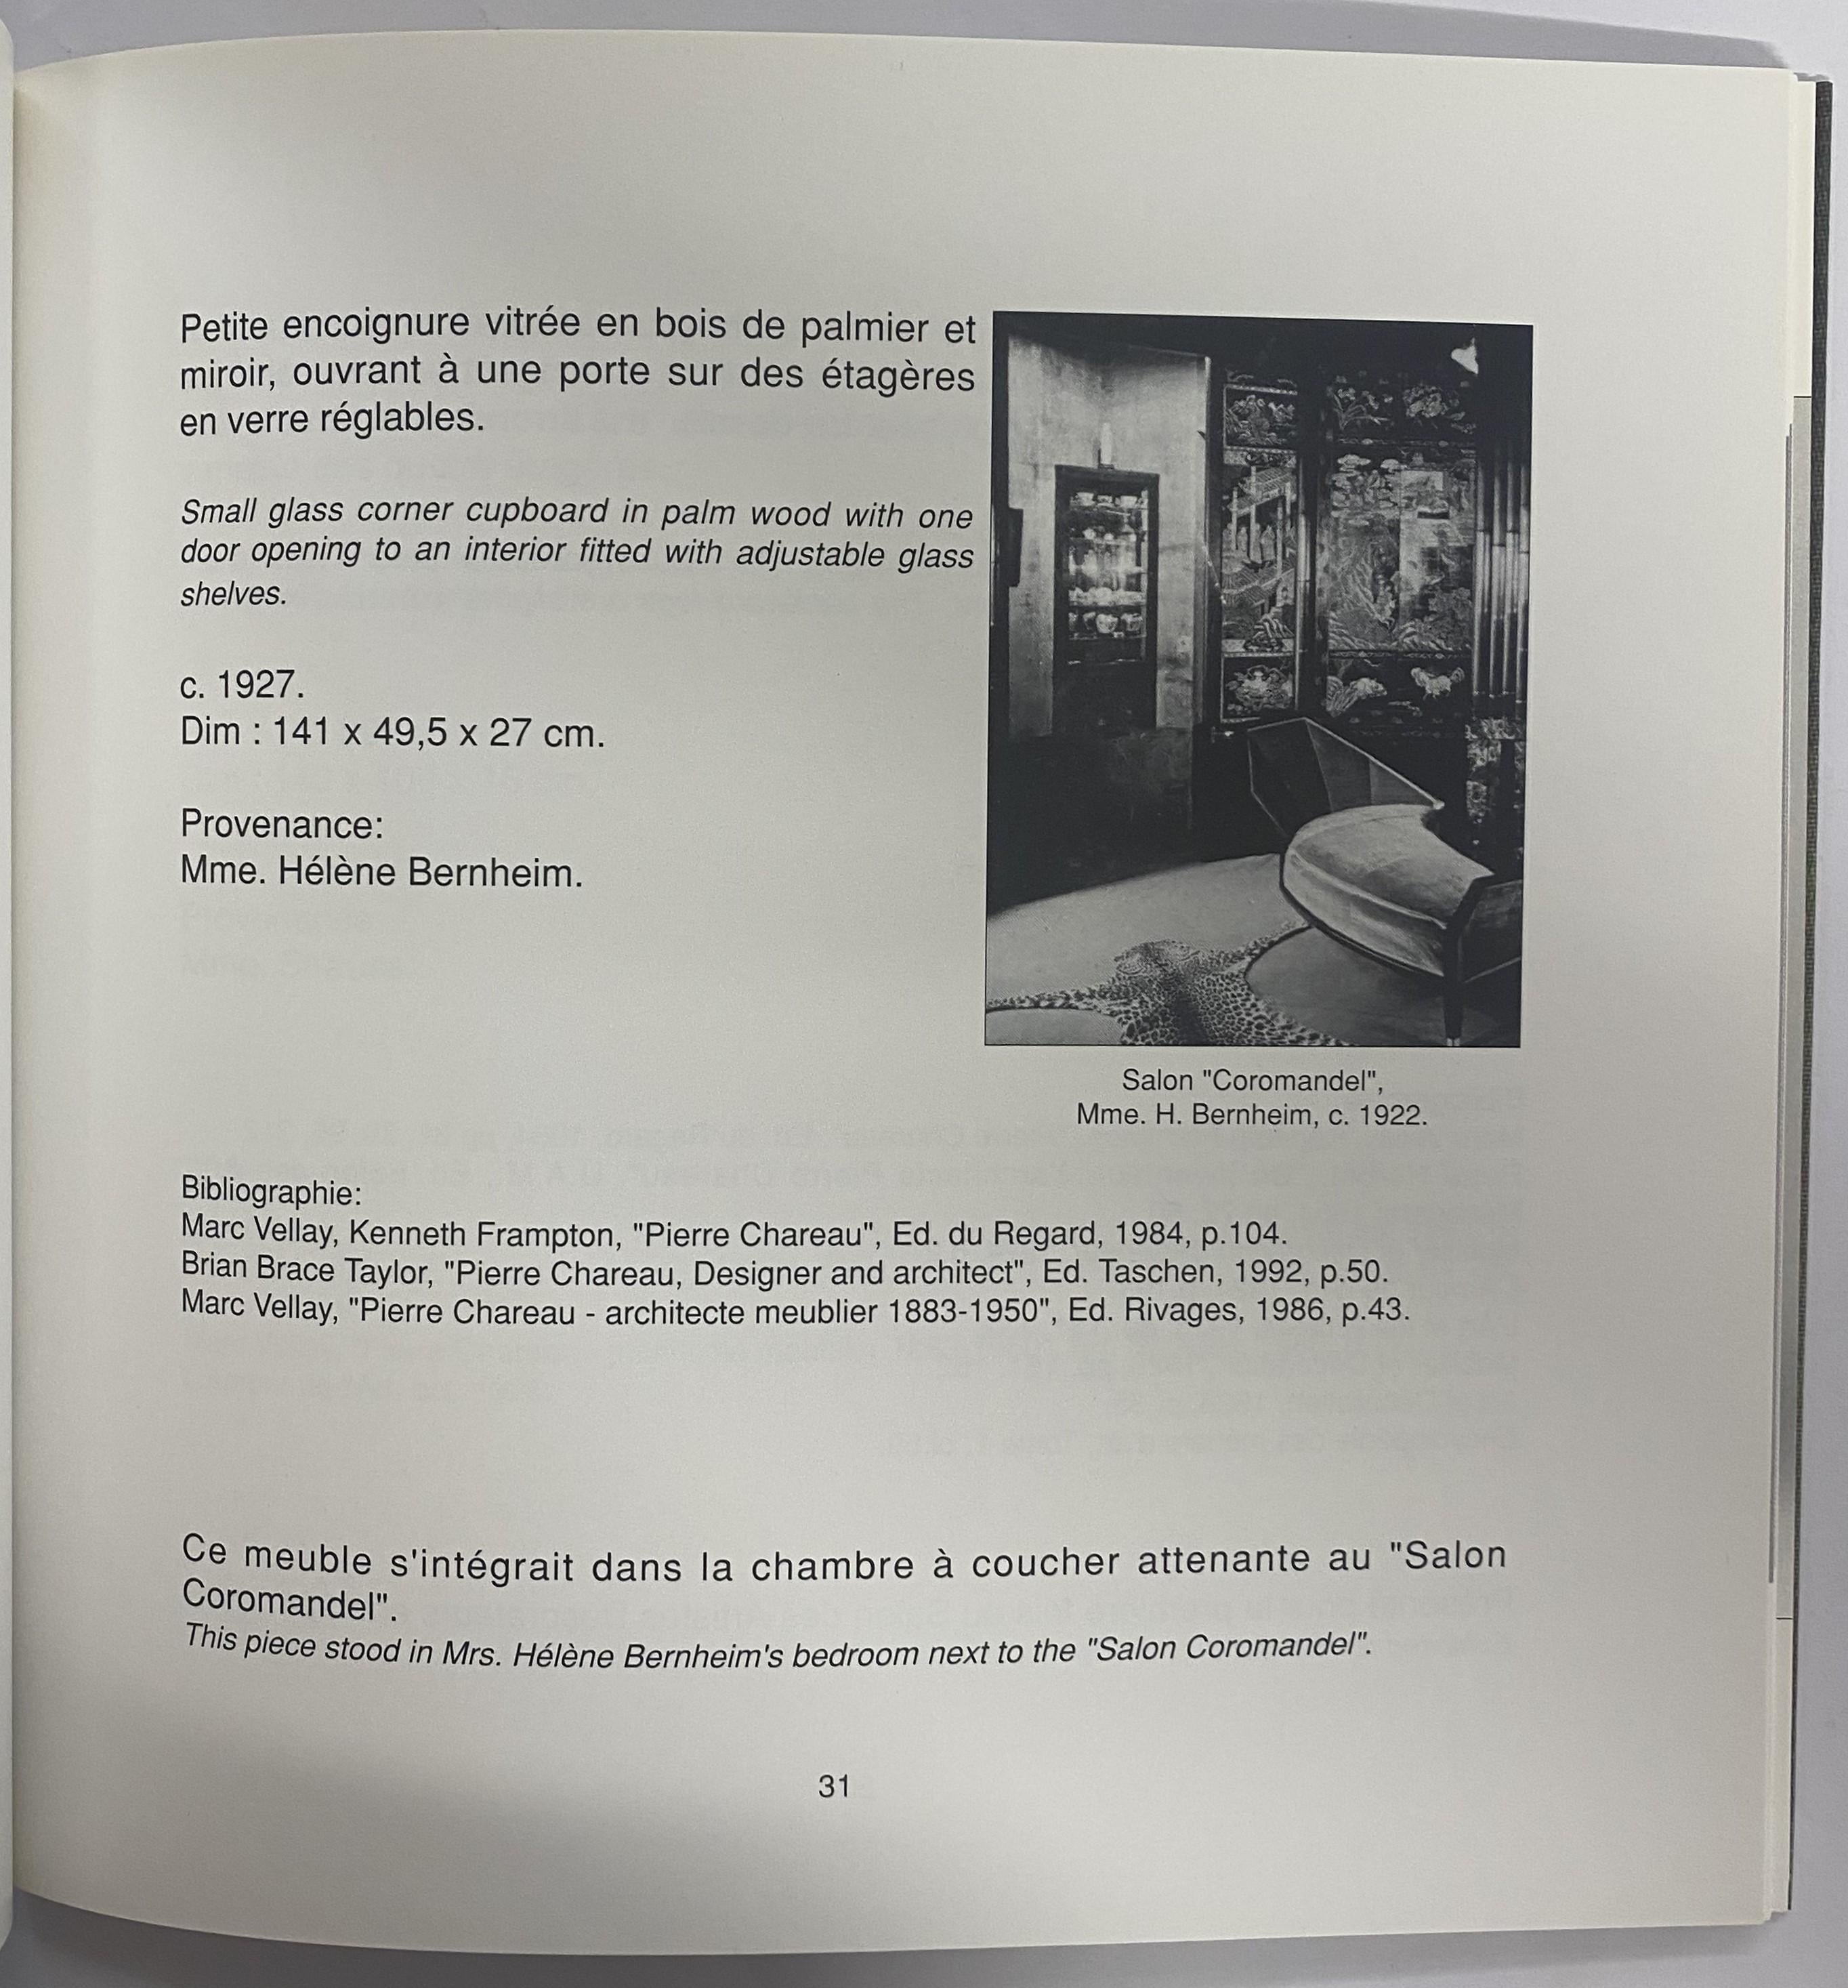 Petite encoignure vitrée en bois de palmier et
miroir, ouvrant à une porte sur des étagères
en verre réglables.
Small glass corner cupboard in palm wood with one
door opening to an interior fitted with adjustable glass
shelves.
c. 1927.
Dim : 141 x 49,5 x 27 cm.
Provenance:
Mme. Hélène Bernheim.
Salon "Coromandel",
Mme. H. Bernheim, c. 1922.
Bibliographie:
Marc Vellay, Kenneth Frampton, "Pierre Chareau", Ed. du Regard, 1984, p.104.
Brian Brace Taylor, "Pierre Chareau, Designer and architect", Ed. Taschen, 1992, p.50.
Marc Vellay, "Pierre Chareau - architecte meublier 1883-1950", Ed. Rivages, 1986, p.43.
Ce meuble s'intégrait dans la chambre à coucher attenante au "Salon
Coromandel".
This piece stood in Mrs. Hélène Bernheim's bedroom next to the "Salon Coromandel".
31